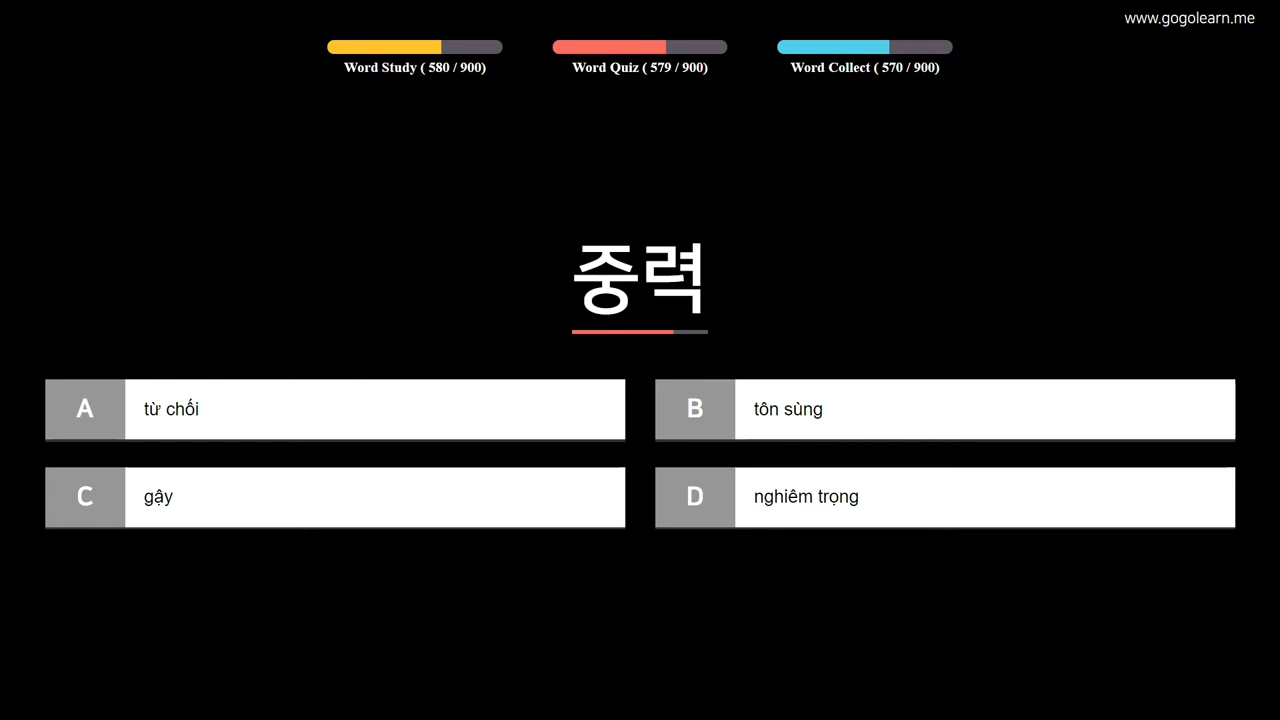 www.gogolearn.me
Word Study ( 580 / 900)
Word Quiz ( 579 / 900)
Word Collect ( 570 / 900)
중력
A từ chối
B tôn sùng
C gậy
D nghiêm trọng